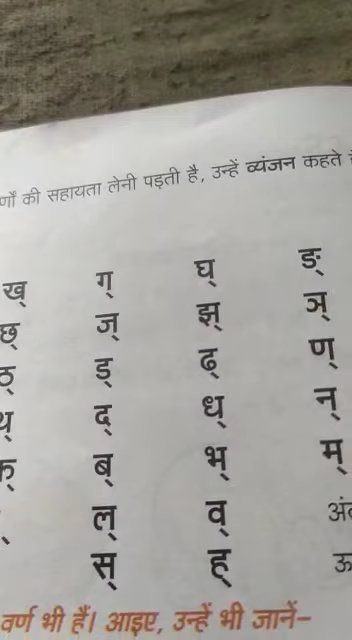 र्णों की सहायता लेनी पड़ती है, उन्हें व्यंजन कहते
ख् ग् घ् ङ्
छ् ज् झ् ञ्
ठ् ड् ढ् ण्
थ् द् ध् न्
फ् ब् भ् म्
ल् व् अंत
स् ह् ऊ
वर्ण भी हैं। आइए, उन्हें भी जानें–